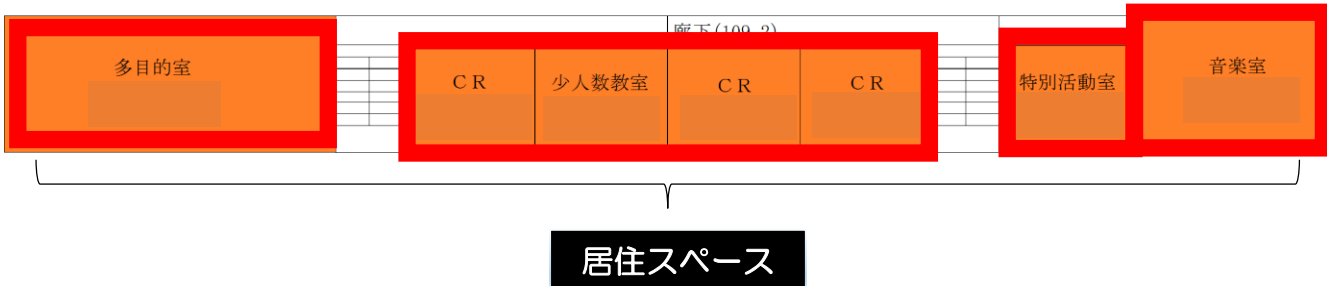 廊下(109.2)
多目的室
CR
少人数教室
CR
CR
特別活動室
音楽室
居住スペース